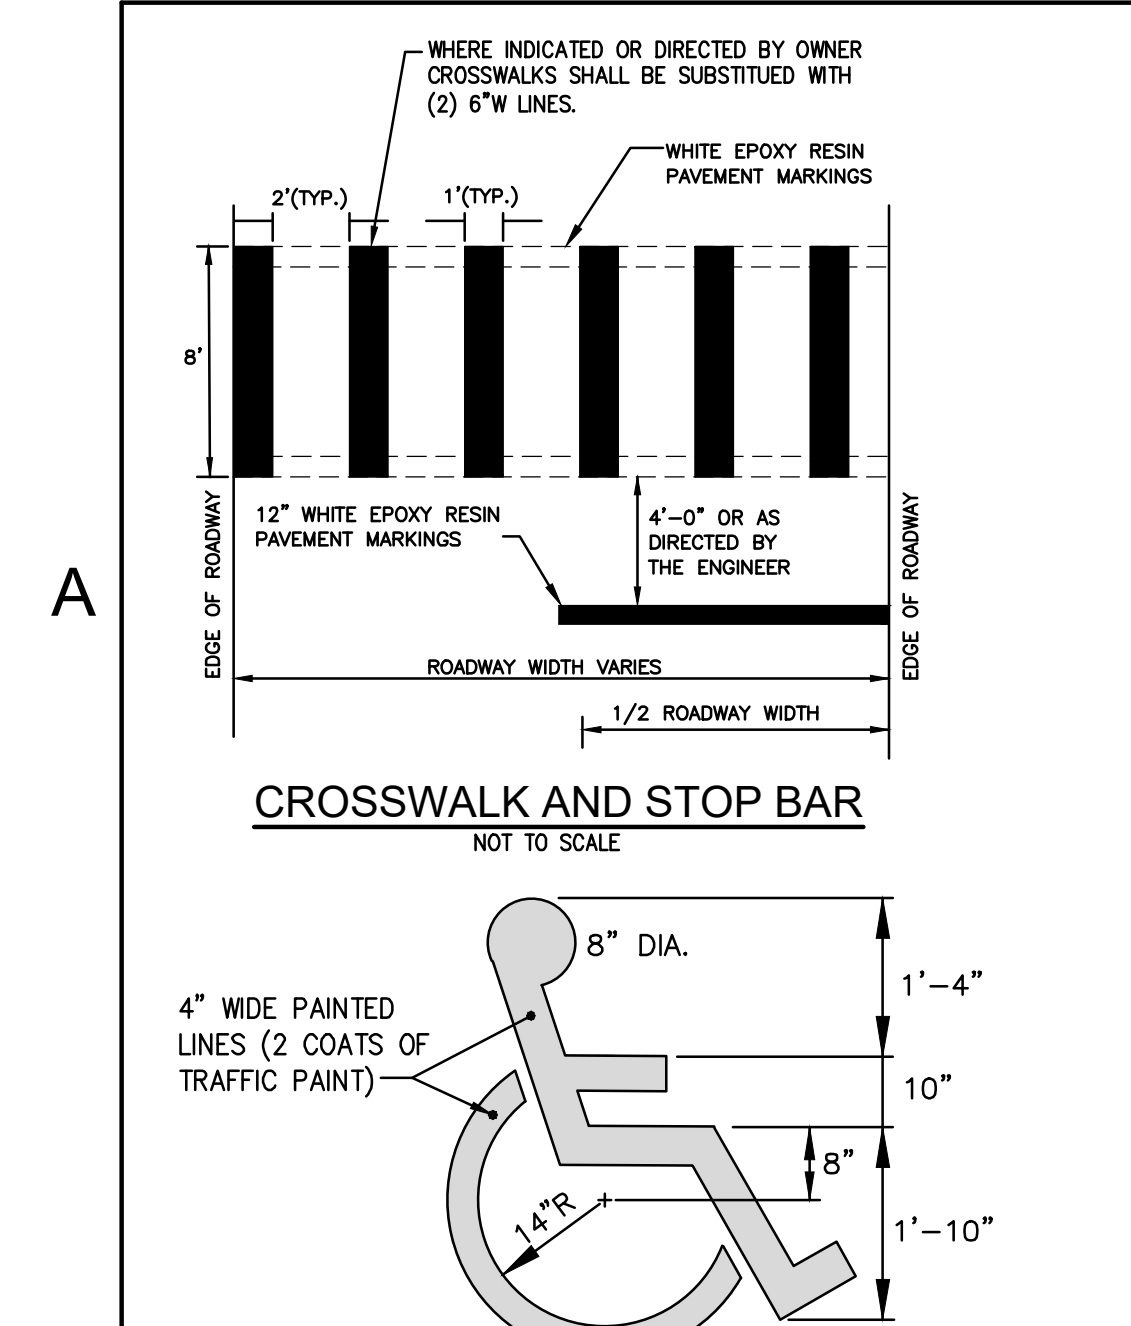 WHERE INDICATED OR DIRECTED BY OWNER
CROSSWALKS SHALL BE SUBSTITUED WITH
(2) 6"W LINES.
WHITE EPOXY RESIN
PAVEMENT MARKINGS
2'(TYP.)
1'(TYP.)
8'
12" WHITE EPOXY RESIN
PAVEMENT MARKINGS
4'-0" OR AS
DIRECTED BY
THE ENGINEER
EDGE OF ROADWAY
EDGE OF ROADWAY
A
ROADWAY WIDTH VARIES
1/2 ROADWAY WIDTH
CROSSWALK AND STOP BAR
NOT TO SCALE
8" DIA.
1'-4"
4" WIDE PAINTED
LINES (2 COATS OF
TRAFFIC PAINT)
10"
8"
14"R
1'-10"